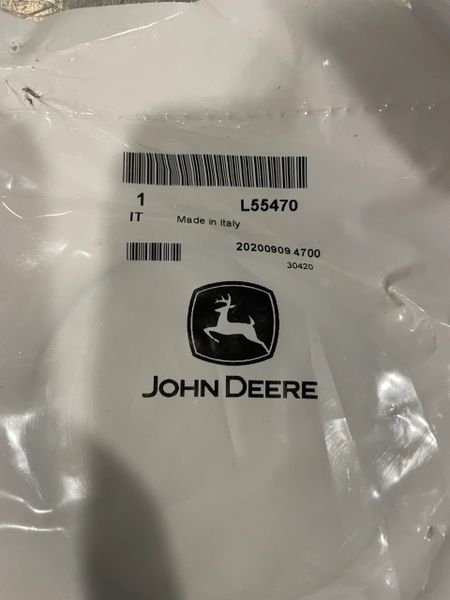 1 L55470
IT Made in Italy
20200909 4700
30420
JOHN DEERE